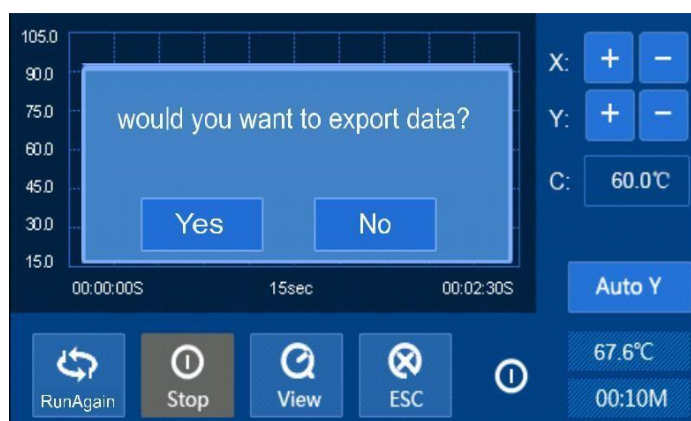 105.0
90.0
75.0
60.0
45.0
30.0
15.0
would you want to export data?
Yes No
00:00:00S 15sec 00:02:30S
X: + −
Y: + −
C: 60.0℃
Auto Y
67.6℃
00:10M
RunAgain Stop View ESC